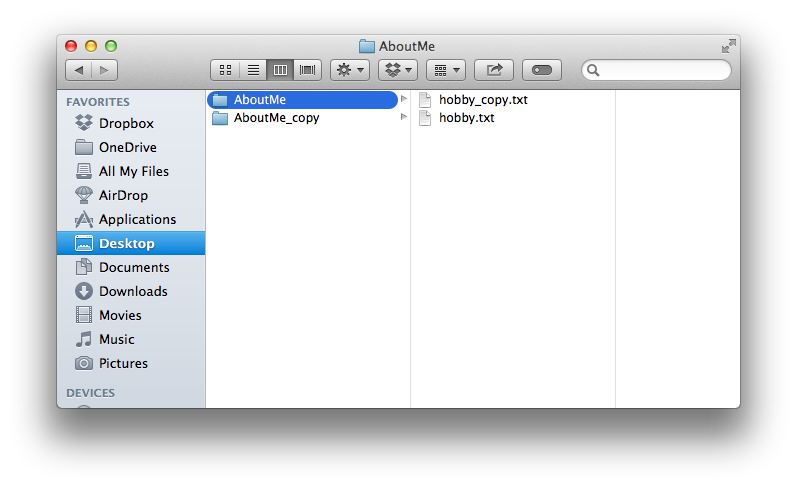 AboutMe
FAVORITES
Dropbox
OneDrive
All My Files
AirDrop
Applications
Desktop
Documents
Downloads
Movies
Music
Pictures
DEVICES
AboutMe
AboutMe_copy
hobby_copy.txt
hobby.txt